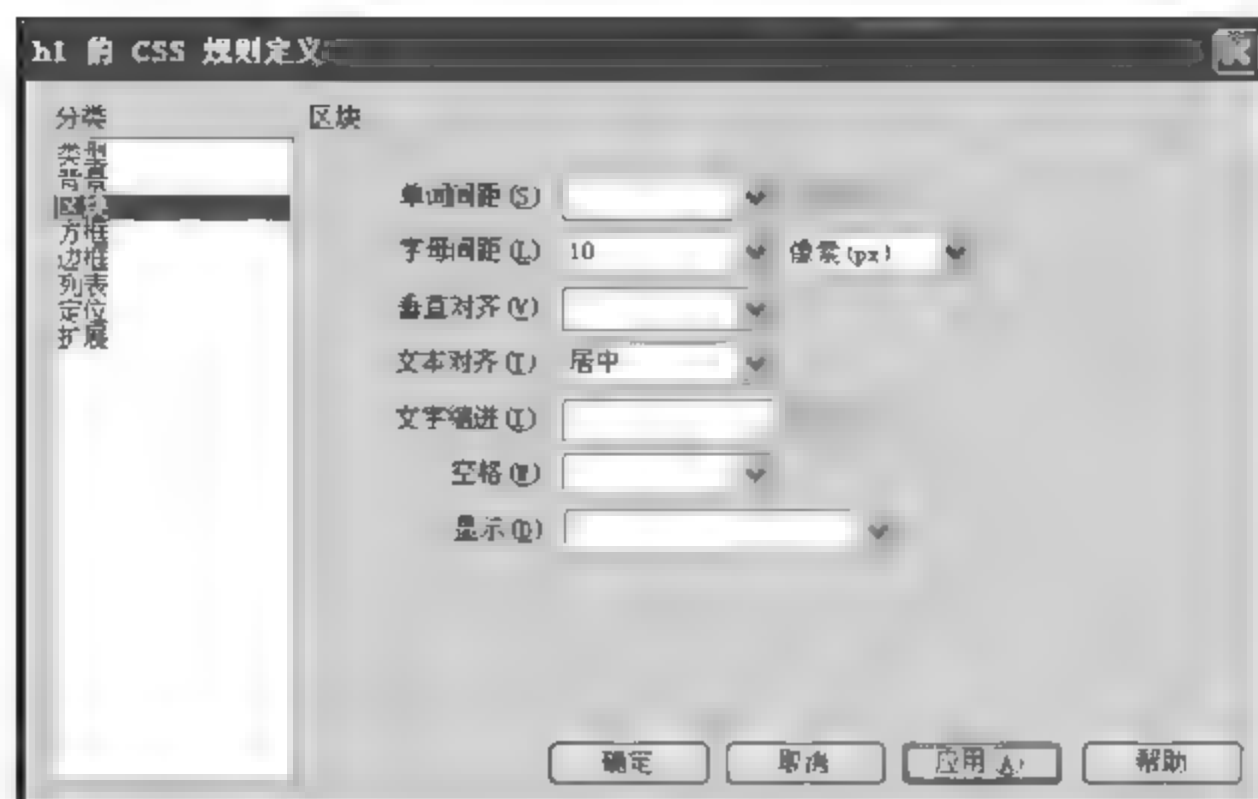 h1 的 CSS 规则定义
分类
类型
背景
区块
方框
边框
列表
定位
扩展
区块
单词间距(S)
字母间距(L) 10 像素(px)
垂直对齐(V)
文本对齐(T) 居中
文字缩进(I)
空格(W)
显示(D)
确定 取消 应用(A) 帮助